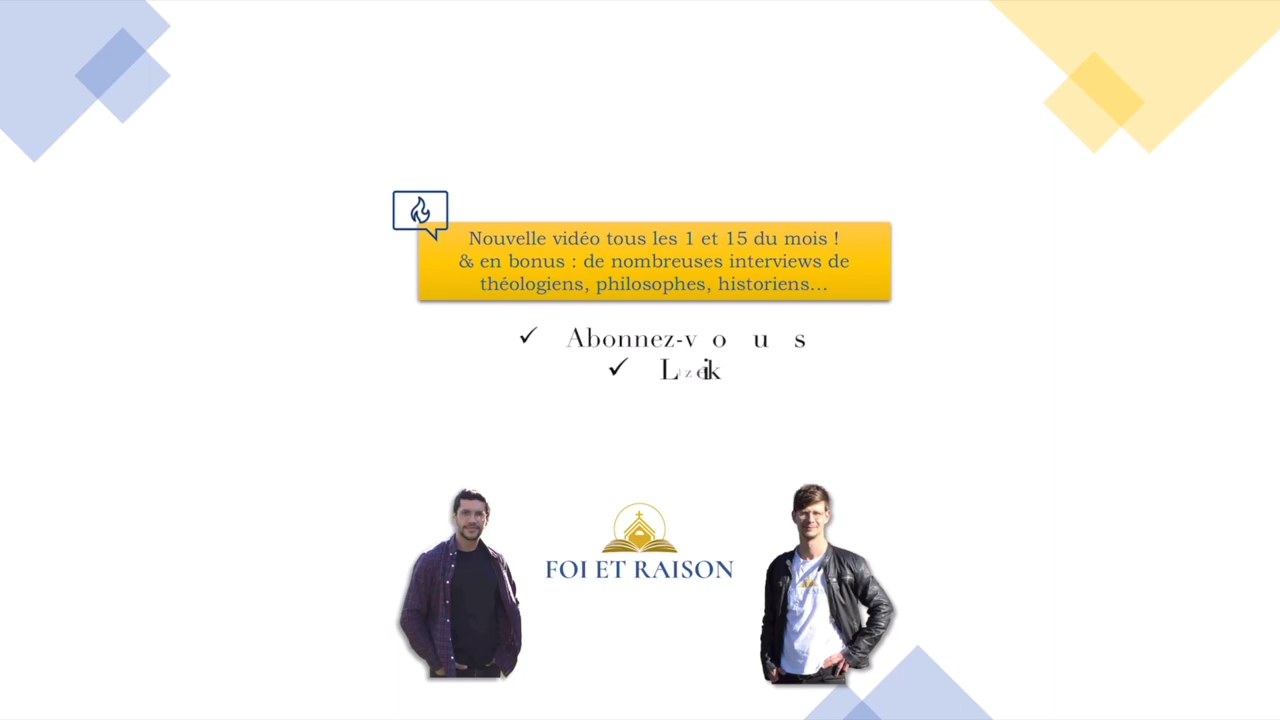 Nouvelle vidéo tous les 1 et 15 du mois !
& en bonus : de nombreuses interviews de
théologiens, philosophes, historiens...
✓ Abonnez-vous
✓
FOI ET RAISON